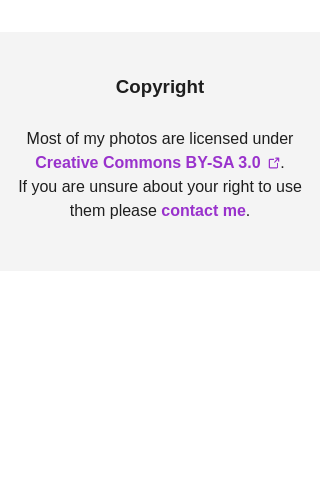 Copyright
Most of my photos are licensed under
Creative Commons BY-SA 3.0 .
If you are unsure about your right to use
them please contact me.